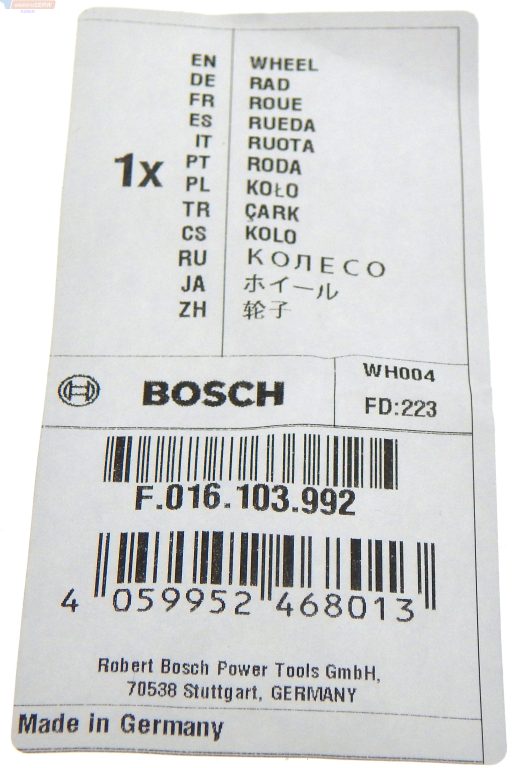 EN WHEEL
DE RAD
FR ROUE
ES RUEDA
IT RUOTA
1x PT RODA
PL KOŁO
TR ÇARK
CS KOLO
RU КОЛЕСО
JA ホイール
ZH 轮子
BOSCH
WH004
FD:223
F.016.103.992
4 059952 468013
Robert Bosch Power Tools GmbH,
70538 Stuttgart, GERMANY
Made in Germany